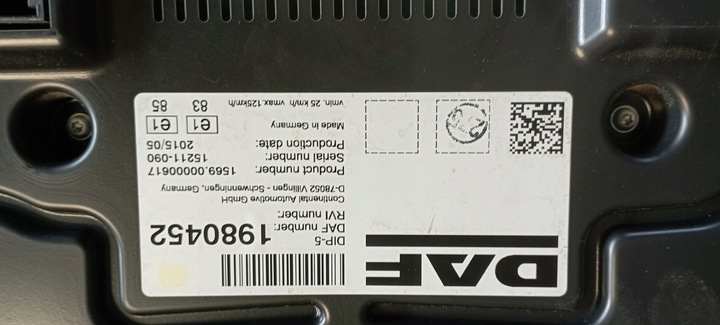 DAF
DIP-5
DAF number: 1980452
RVI number:
Continental Automotive GmbH
D-78052 Villingen - Schwenningen, Germany
Product number: 1569.00000617
Serial number: 15211-090
Production date: 2015/05
Made in Germany
e1 e1
83 85
vmin. 25 km/h vmax.125km/h